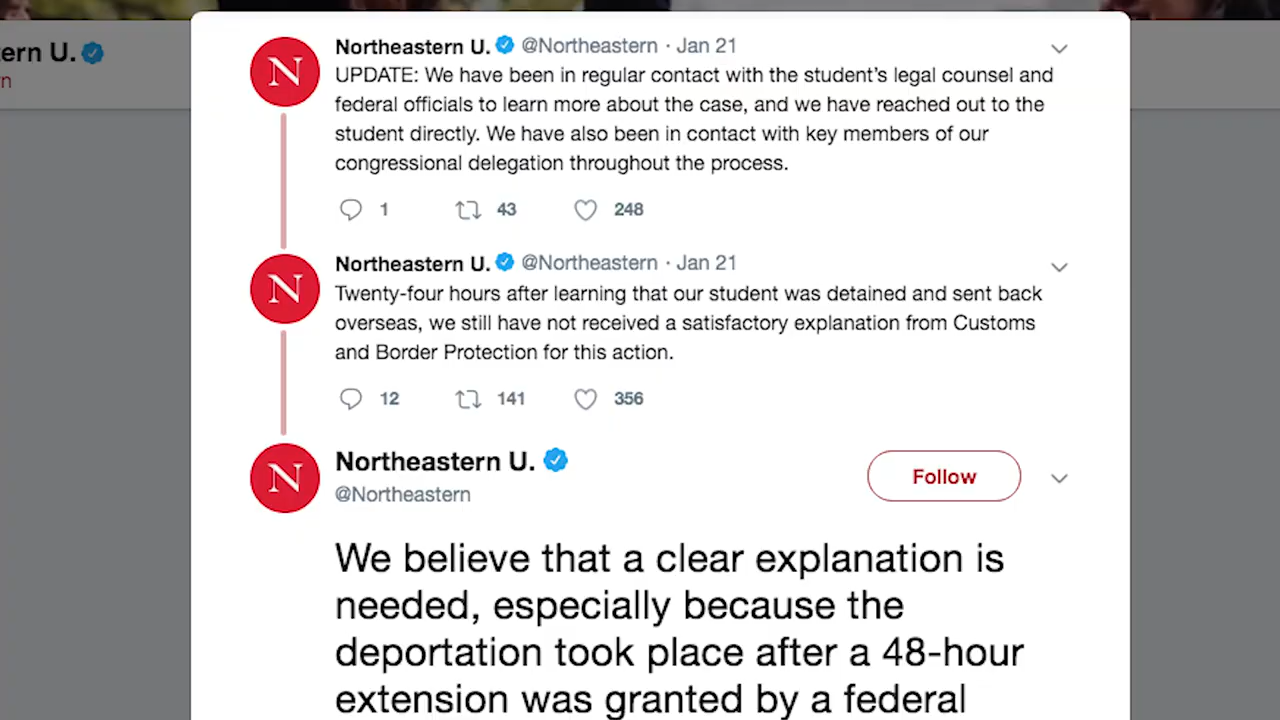 ern U.
n
N
Northeastern U. @Northeastern · Jan 21
UPDATE: We have been in regular contact with the student's legal counsel and
federal officials to learn more about the case, and we have reached out to the
student directly. We have also been in contact with key members of our
congressional delegation throughout the process.
1 43 248
N
Northeastern U. @Northeastern · Jan 21
Twenty-four hours after learning that our student was detained and sent back
overseas, we still have not received a satisfactory explanation from Customs
and Border Protection for this action.
12 141 356
N
Northeastern U.
@Northeastern
Follow
We believe that a clear explanation is
needed, especially because the
deportation took place after a 48-hour
extension was granted by a federal